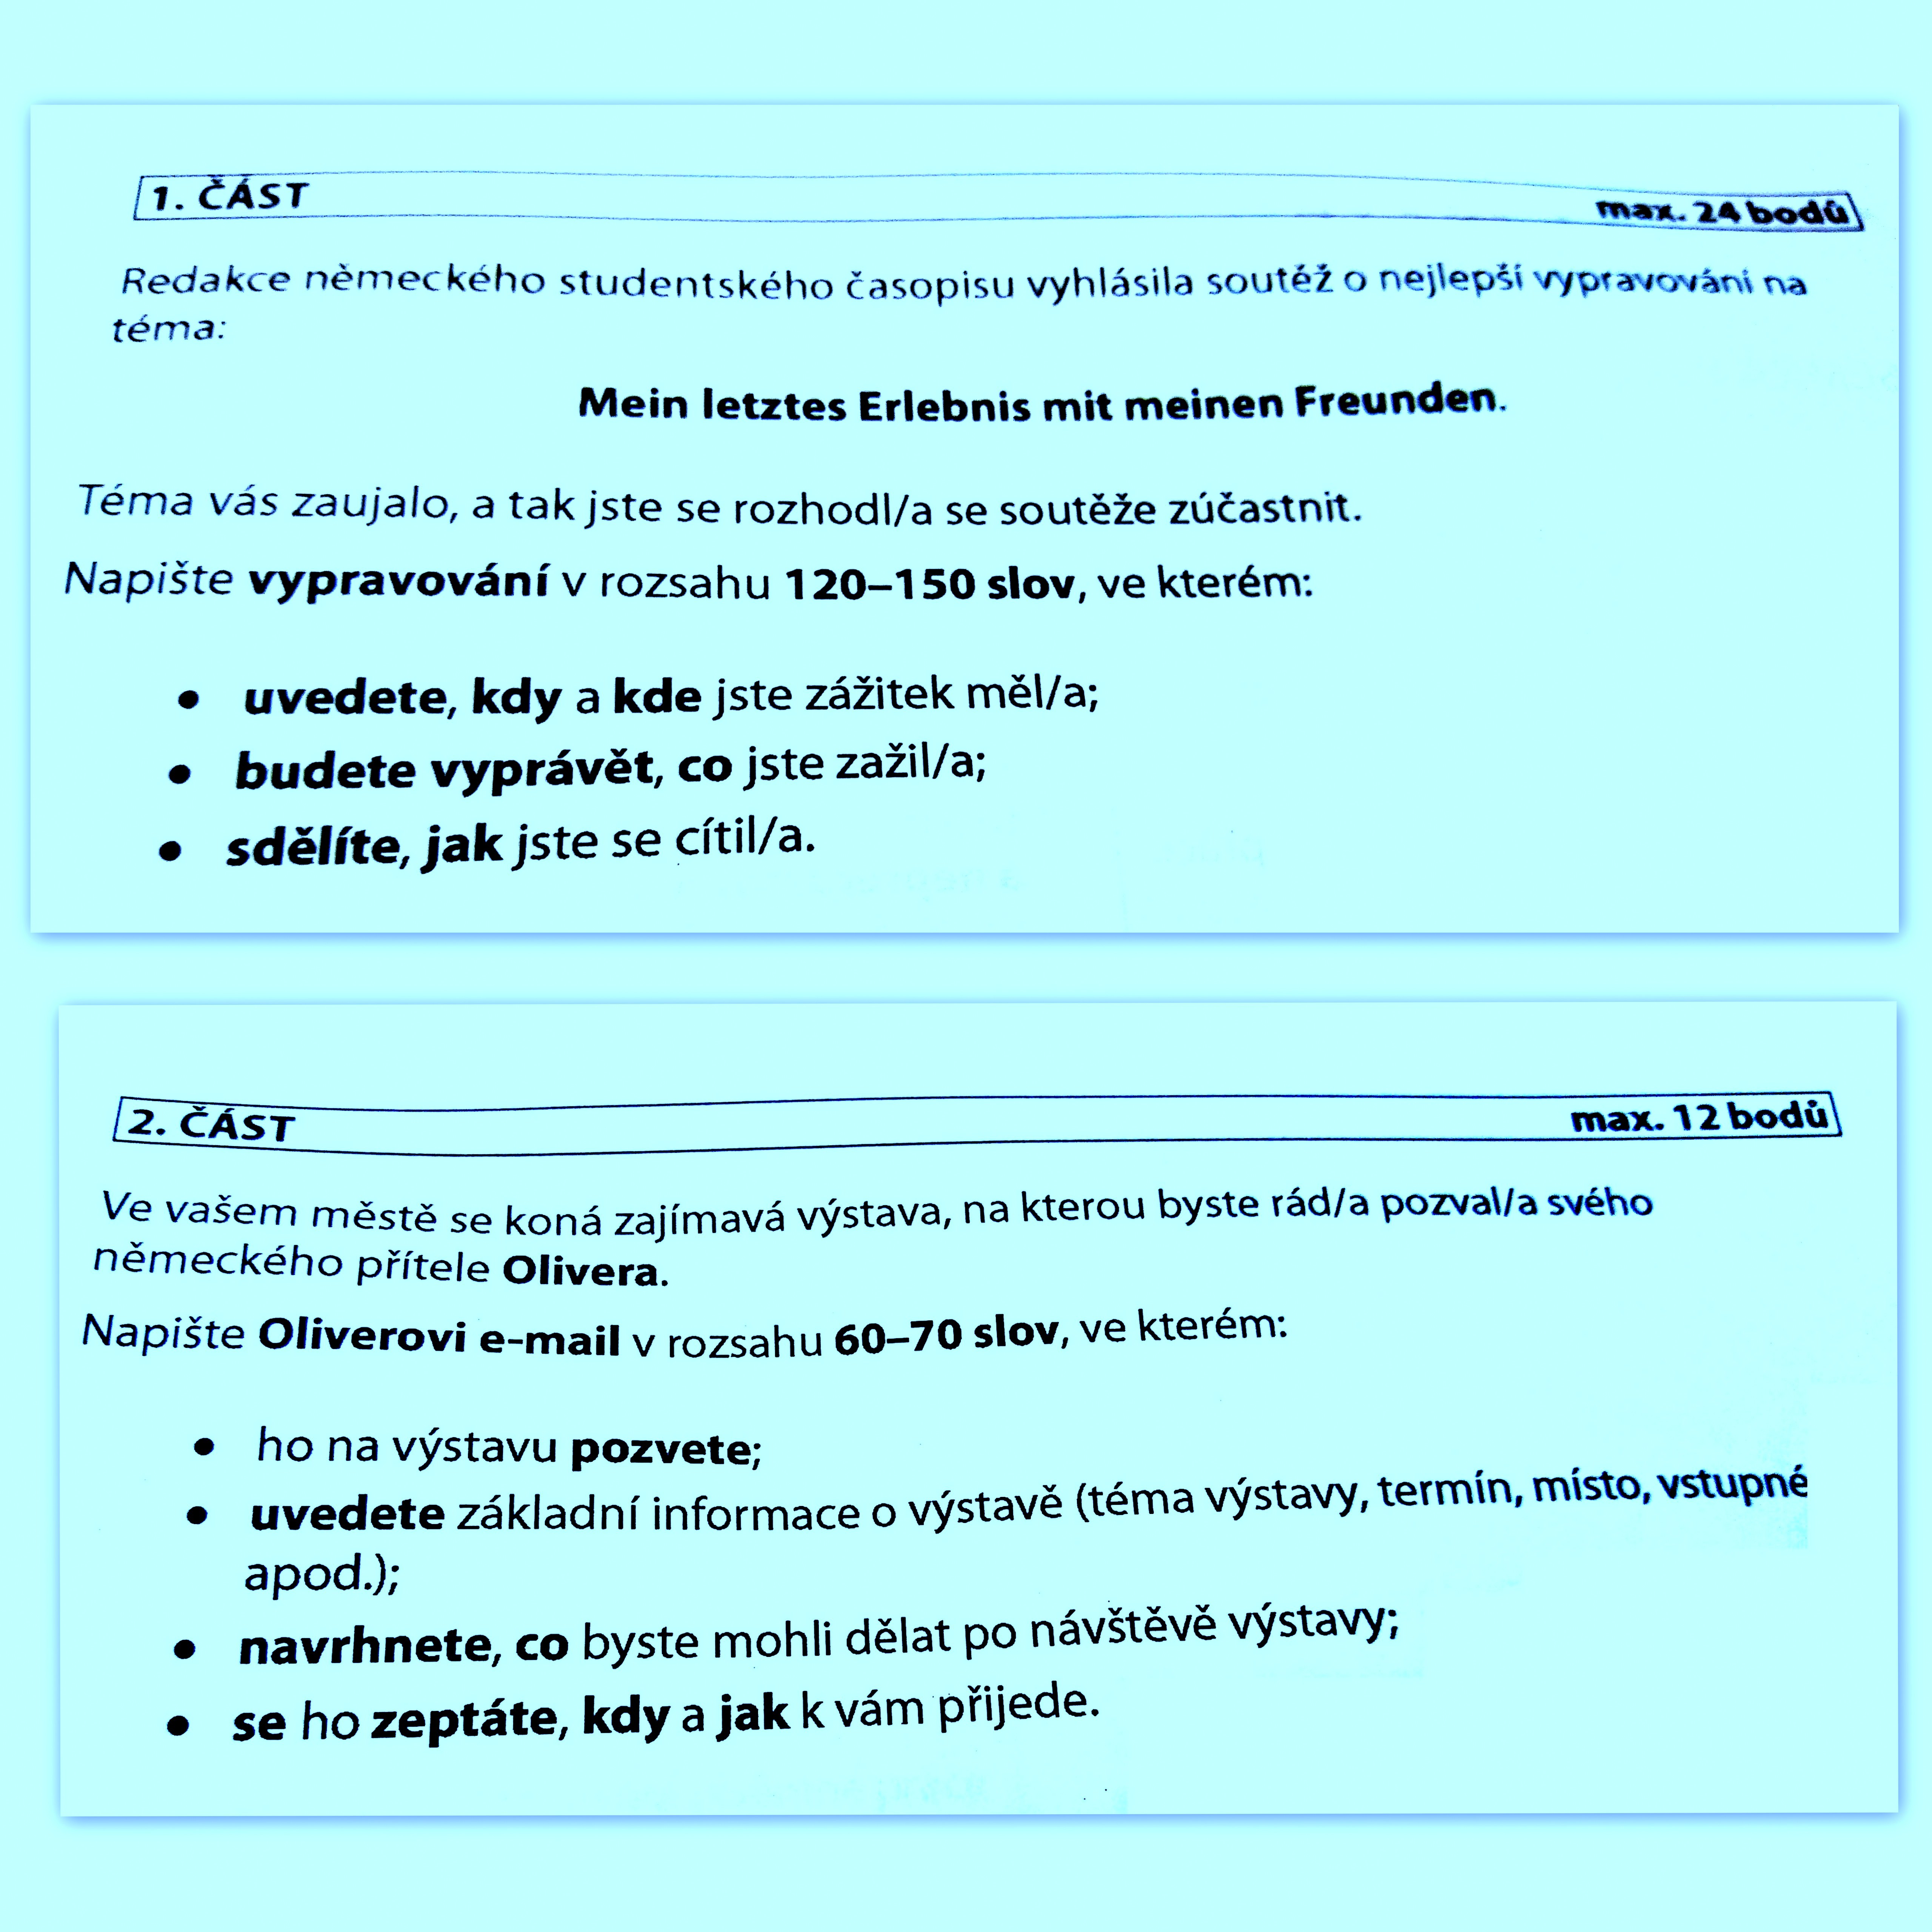 1. ČÁST
max. 24 bodů
Redakce německého studentského časopisu vyhlásila soutěž o nejlepší vypravování na
téma:
Mein letztes Erlebnis mit meinen Freunden.
Téma vás zaujalo, a tak jste se rozhodl/a se soutěže zúčastnit.
Napište vypravování v rozsahu 120–150 slov, ve kterém:
• uvedete, kdy a kde jste zážitek měl/a;
• budete vyprávět, co jste zažil/a;
• sdělíte, jak jste se cítil/a.
2. ČÁST
max. 12 bodů
Ve vašem městě se koná zajímavá výstava, na kterou byste rád/a pozval/a svého
německého přítele Olivera.
Napište Oliverovi e-mail v rozsahu 60–70 slov, ve kterém:
• ho na výstavu pozvete;
• uvedete základní informace o výstavě (téma výstavy, termín, místo, vstupné
apod.);
• navrhnete, co byste mohli dělat po návštěvě výstavy;
• se ho zeptáte, kdy a jak k vám přijede.